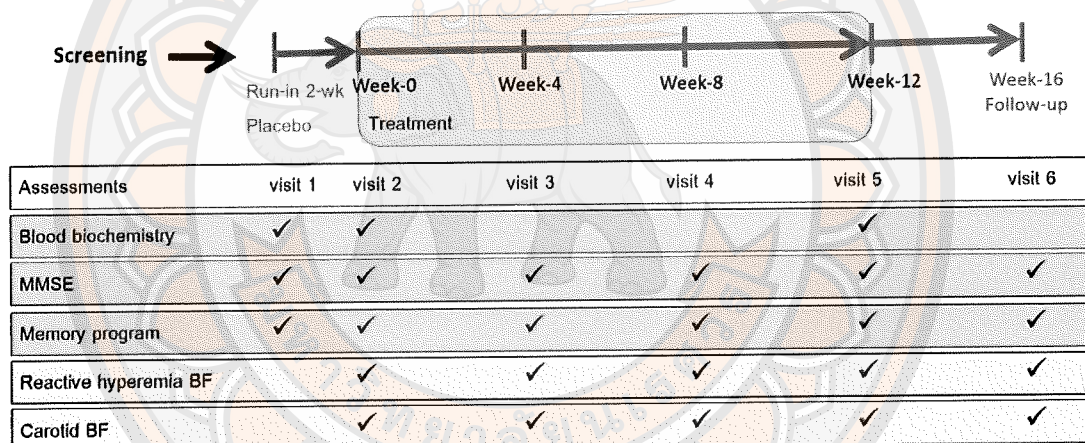 Screening
Run-in 2-wk
Placebo
Week-0
Week-4
Week-8
Week-12
Week-16
Follow-up
Treatment
Assessments visit 1 visit 2 visit 3 visit 4 visit 5 visit 6
Blood biochemistry ✓ ✓ ✓
MMSE ✓ ✓ ✓ ✓ ✓ ✓
Memory program ✓ ✓ ✓ ✓ ✓ ✓
Reactive hyperemia BF ✓ ✓ ✓ ✓ ✓
Carotid BF ✓ ✓ ✓ ✓ ✓